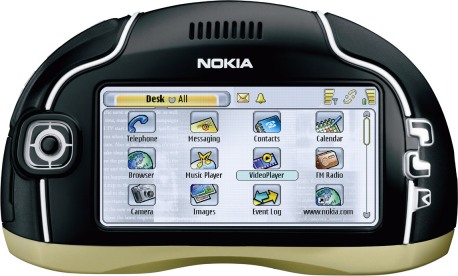 NOKIA
Desk All
Telephone Messaging Contacts Calendar
Browser Music Player VideoPlayer FM Radio
Camera Images Event Log www.nokia.com